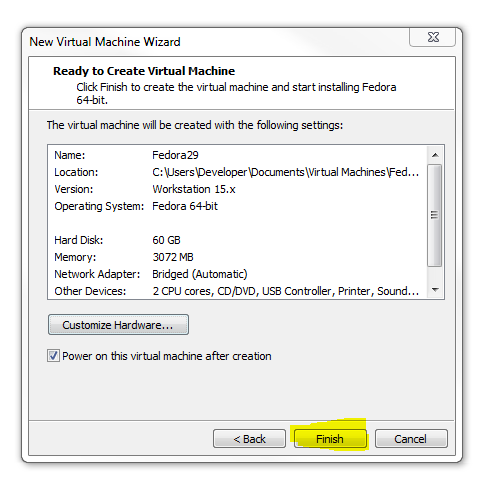 New Virtual Machine Wizard
Ready to Create Virtual Machine
Click Finish to create the virtual machine and start installing Fedora
64-bit.
The virtual machine will be created with the following settings:
Name: Fedora29
Location: C:\Users\Developer\Documents\Virtual Machines\Fed...
Version: Workstation 15.x
Operating System: Fedora 64-bit
Hard Disk: 60 GB
Memory: 3072 MB
Network Adapter: Bridged (Automatic)
Other Devices: 2 CPU cores, CD/DVD, USB Controller, Printer, Sound...
Customize Hardware...
Power on this virtual machine after creation
< Back Finish Cancel